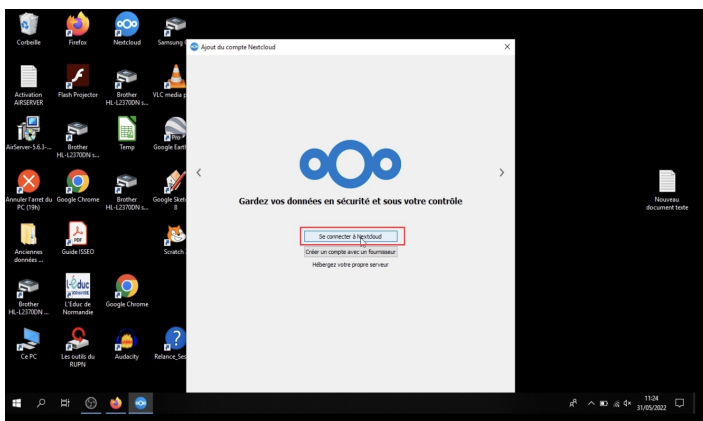 Corbeille
Firefox
Nextcloud
Samsung
Ajout du compte Nextcloud
Activation
AIRSERVER
Flash Projector
Brother
HL-L2370DN s...
VLC media
AirServer-5.6.3-...
Brother
HL-L2370DN s...
Temp
Google Earth
Gardez vos données en sécurité et sous votre contrôle
Annuler l'arret du
PC (19h)
Google Chrome
Brother
HL-L2370DN s...
Google Sket
8
Nouveau
document texte
Se connecter à Nextcloud
Créer un compte avec un fournisseur
Hébergez votre propre serveur
Anciennes
données ...
Guide ISSEO
Scratch
Brother
HL-L2370DN ...
L'Educ de
Normandie
Google Chrome
Ce PC
Les outils du
RUPN
Audacity
Relance_Ses
11:24
31/05/2022